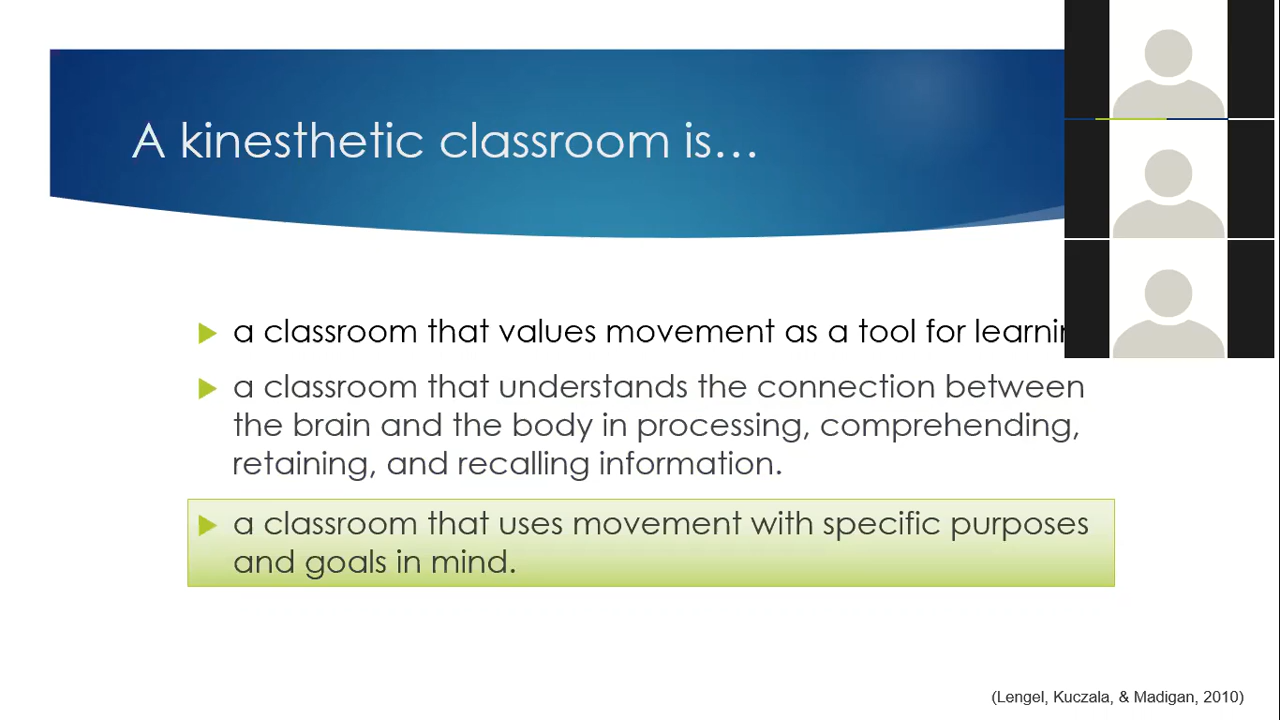 A kinesthetic classroom is...
a classroom that values movement as a tool for
a classroom that understands the connection between
the brain and the body in processing, comprehending,
retaining, and recalling information.
a classroom that uses movement with specific purposes
and goals in mind.
(Lengel, Kuczala, & Madigan, 2010)